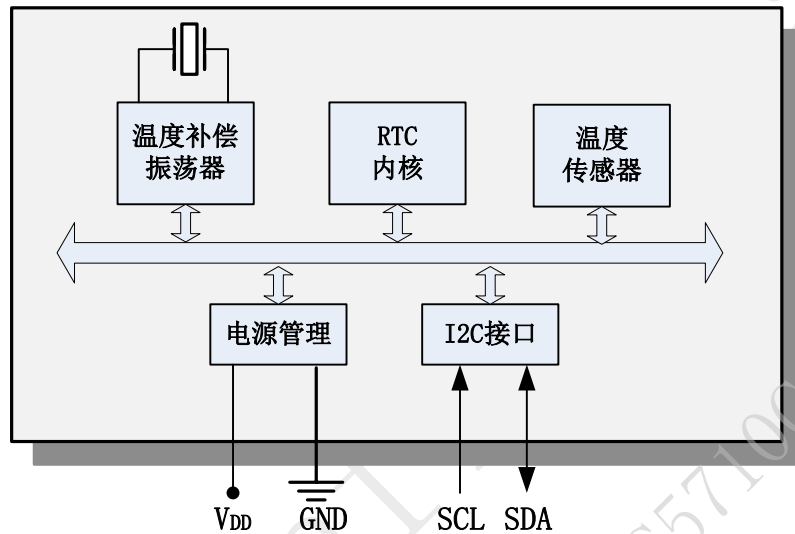 温度补偿
振荡器
RTC
内核
温度
传感器
电源管理
I2C接口
VDD
GND
SCL
SDA